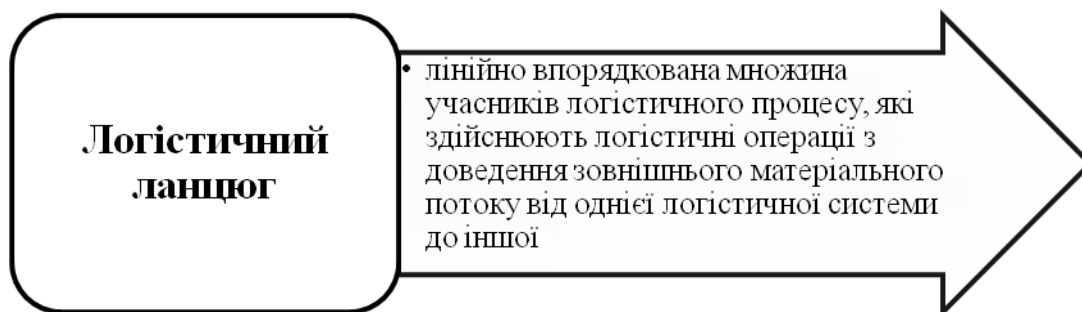 Логістичний
ланцюг
• лінійно впорядкована множина
учасників логістичного процесу, які
здійснюють логістичні операції з
доведення зовнішнього матеріального
потоку від однієї логістичної системи
до іншої